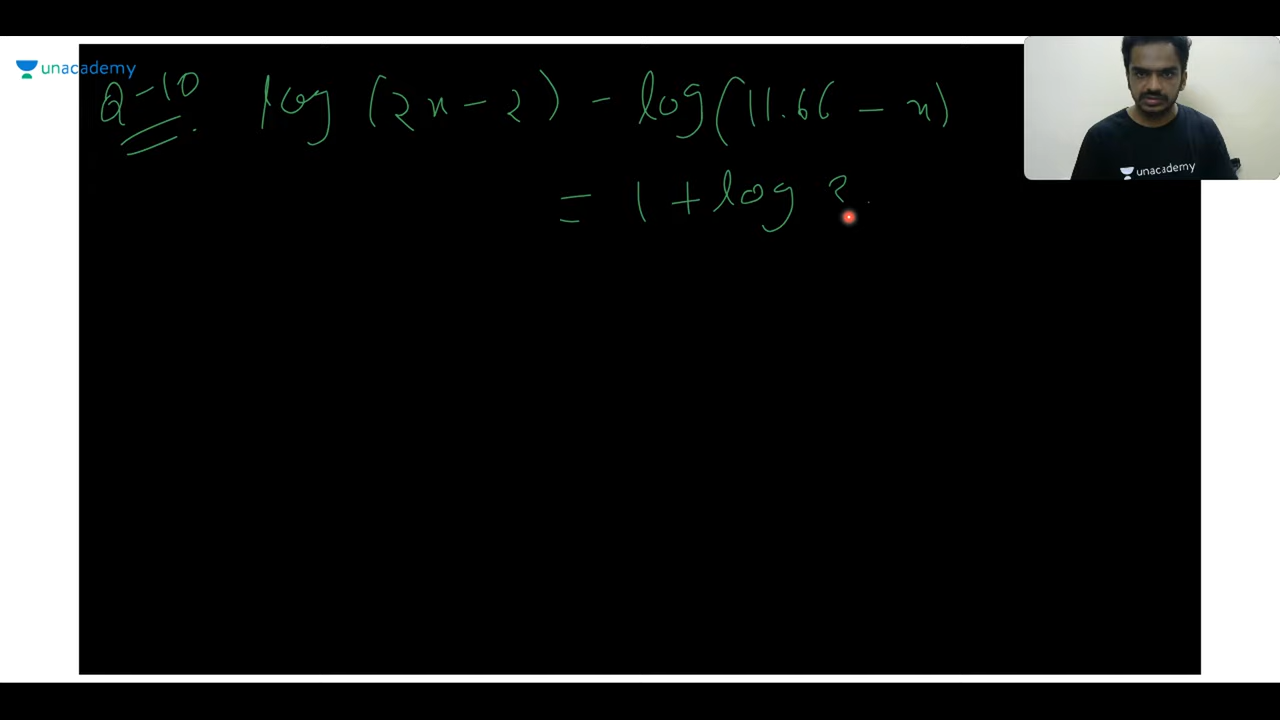 unacademy
Q-10 log (2x - 2) - log (11.66 - x)
= 1 + log 3.
unacademy